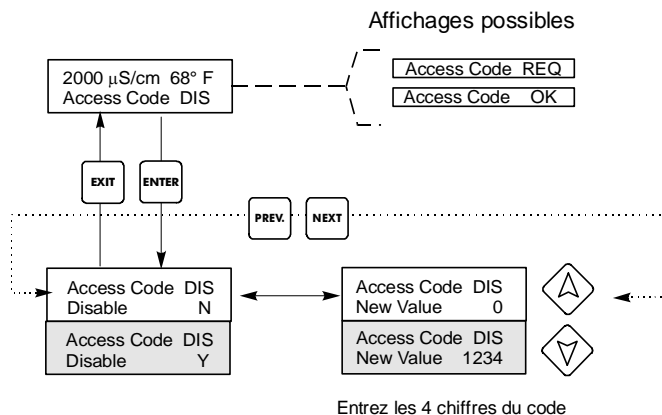 Affichages possibles
2000 µS/cm 68° F
Access Code DIS
Access Code REQ
Access Code OK
EXIT
ENTER
PREV.
NEXT
Access Code DIS
Disable N
Access Code DIS
Disable Y
Access Code DIS
New Value 0
Access Code DIS
New Value 1234
Entrez les 4 chiffres du code